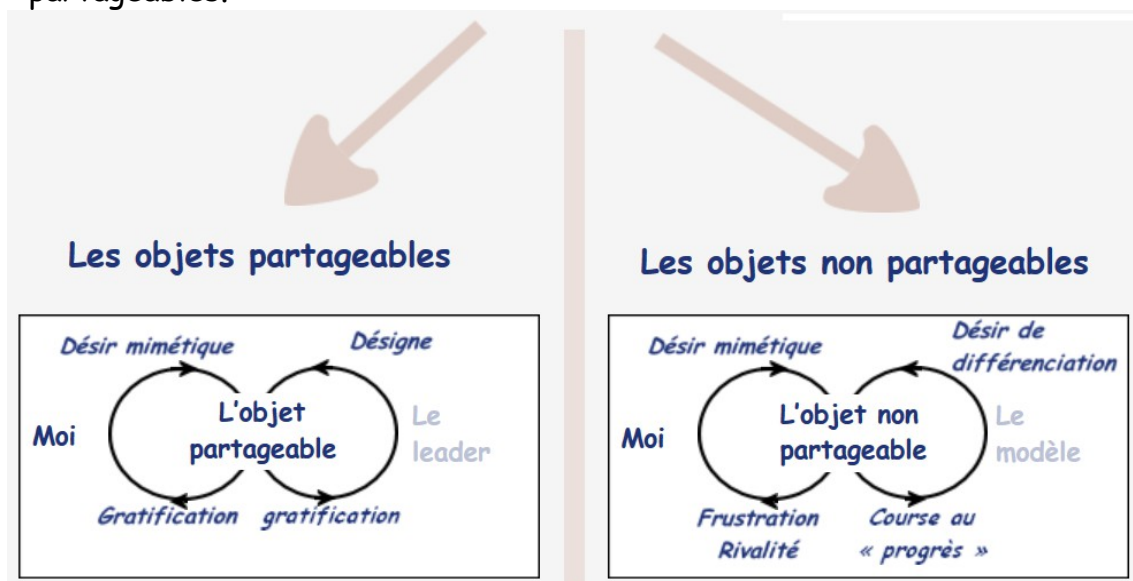 partageables.
Les objets partageables
Désir mimétique
Désigne
Moi
L'objet
partageable
Le
leader
Gratification
gratification
Les objets non partageables
Désir mimétique
Désir de
différenciation
Moi
L'objet non
partageable
Le
modèle
Frustration
Rivalité
Course au
« progrès »